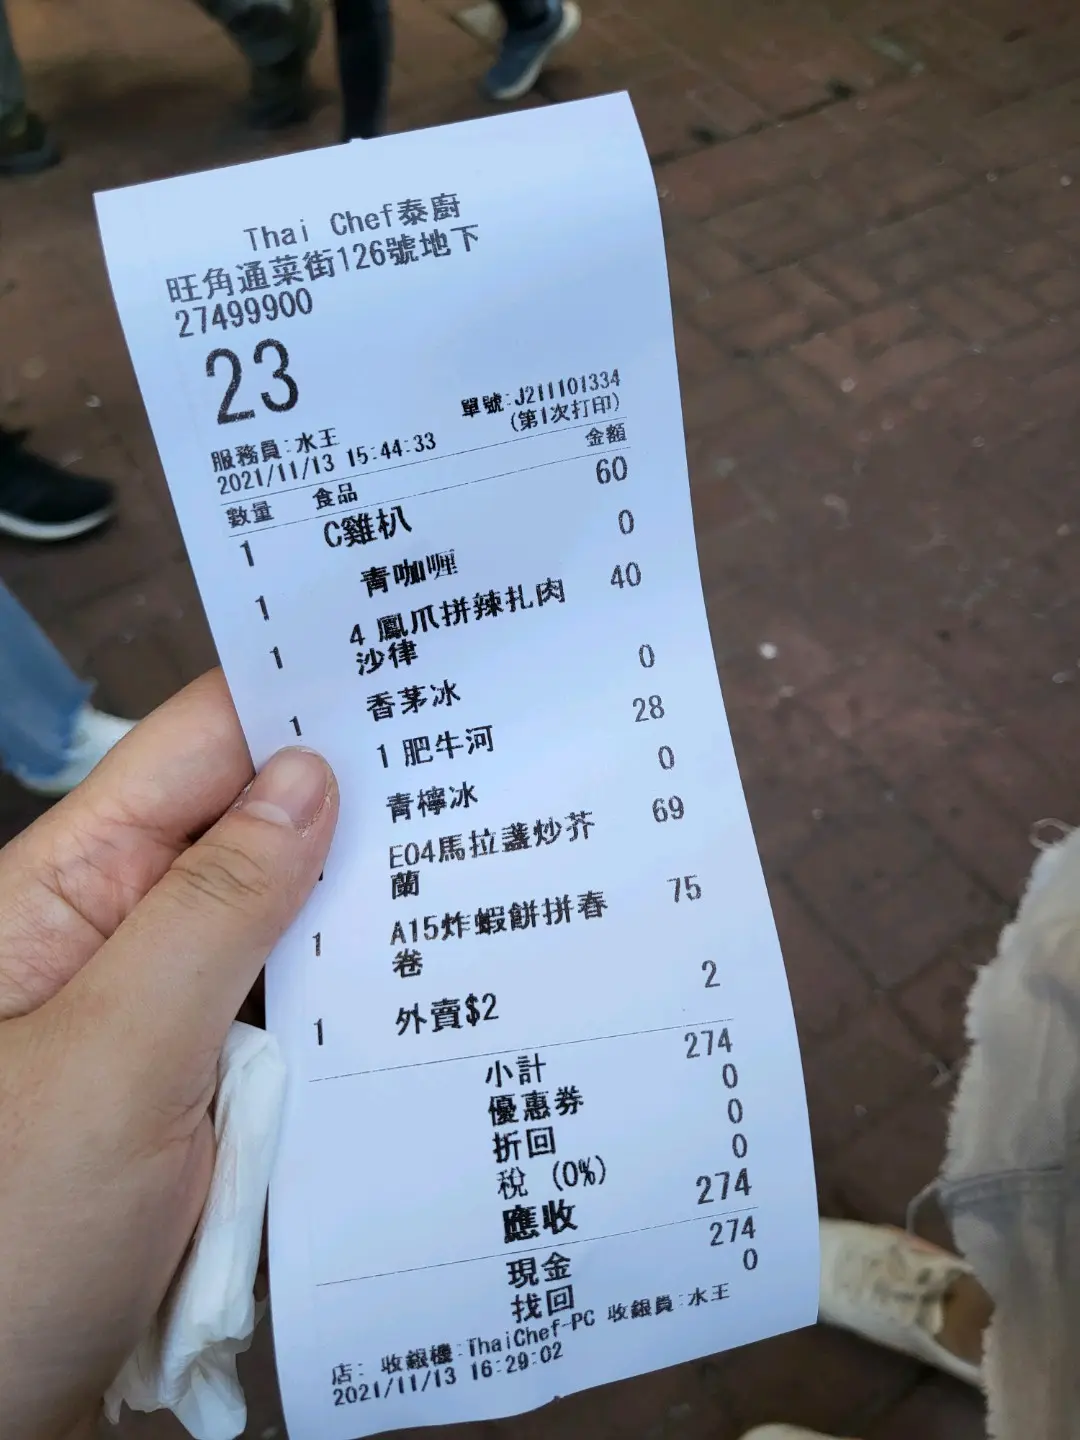 Thai Chef泰廚
旺角通菜街126號地下
27499900
23
單號:J211101334
服務員:水王 (第1次打印)
2021/11/13 15:44:33
數量 食品 金額
1 C雞扒 60
1 青咖喱 0
1 4 鳳爪拼辣扎肉 40
沙律
1 香茅冰 0
1 肥牛河 28
青檸冰 0
E04馬拉盞炒芥 69
蘭
1 A15炸蝦餅拼春 75
卷
1 外賣$2 2
小計 274
優惠券 0
折回 0
稅 (0%) 0
應收 274
現金 274
找回 0
店: 收銀機:ThaiChef-PC 收銀員:水王
2021/11/13 16:29:02